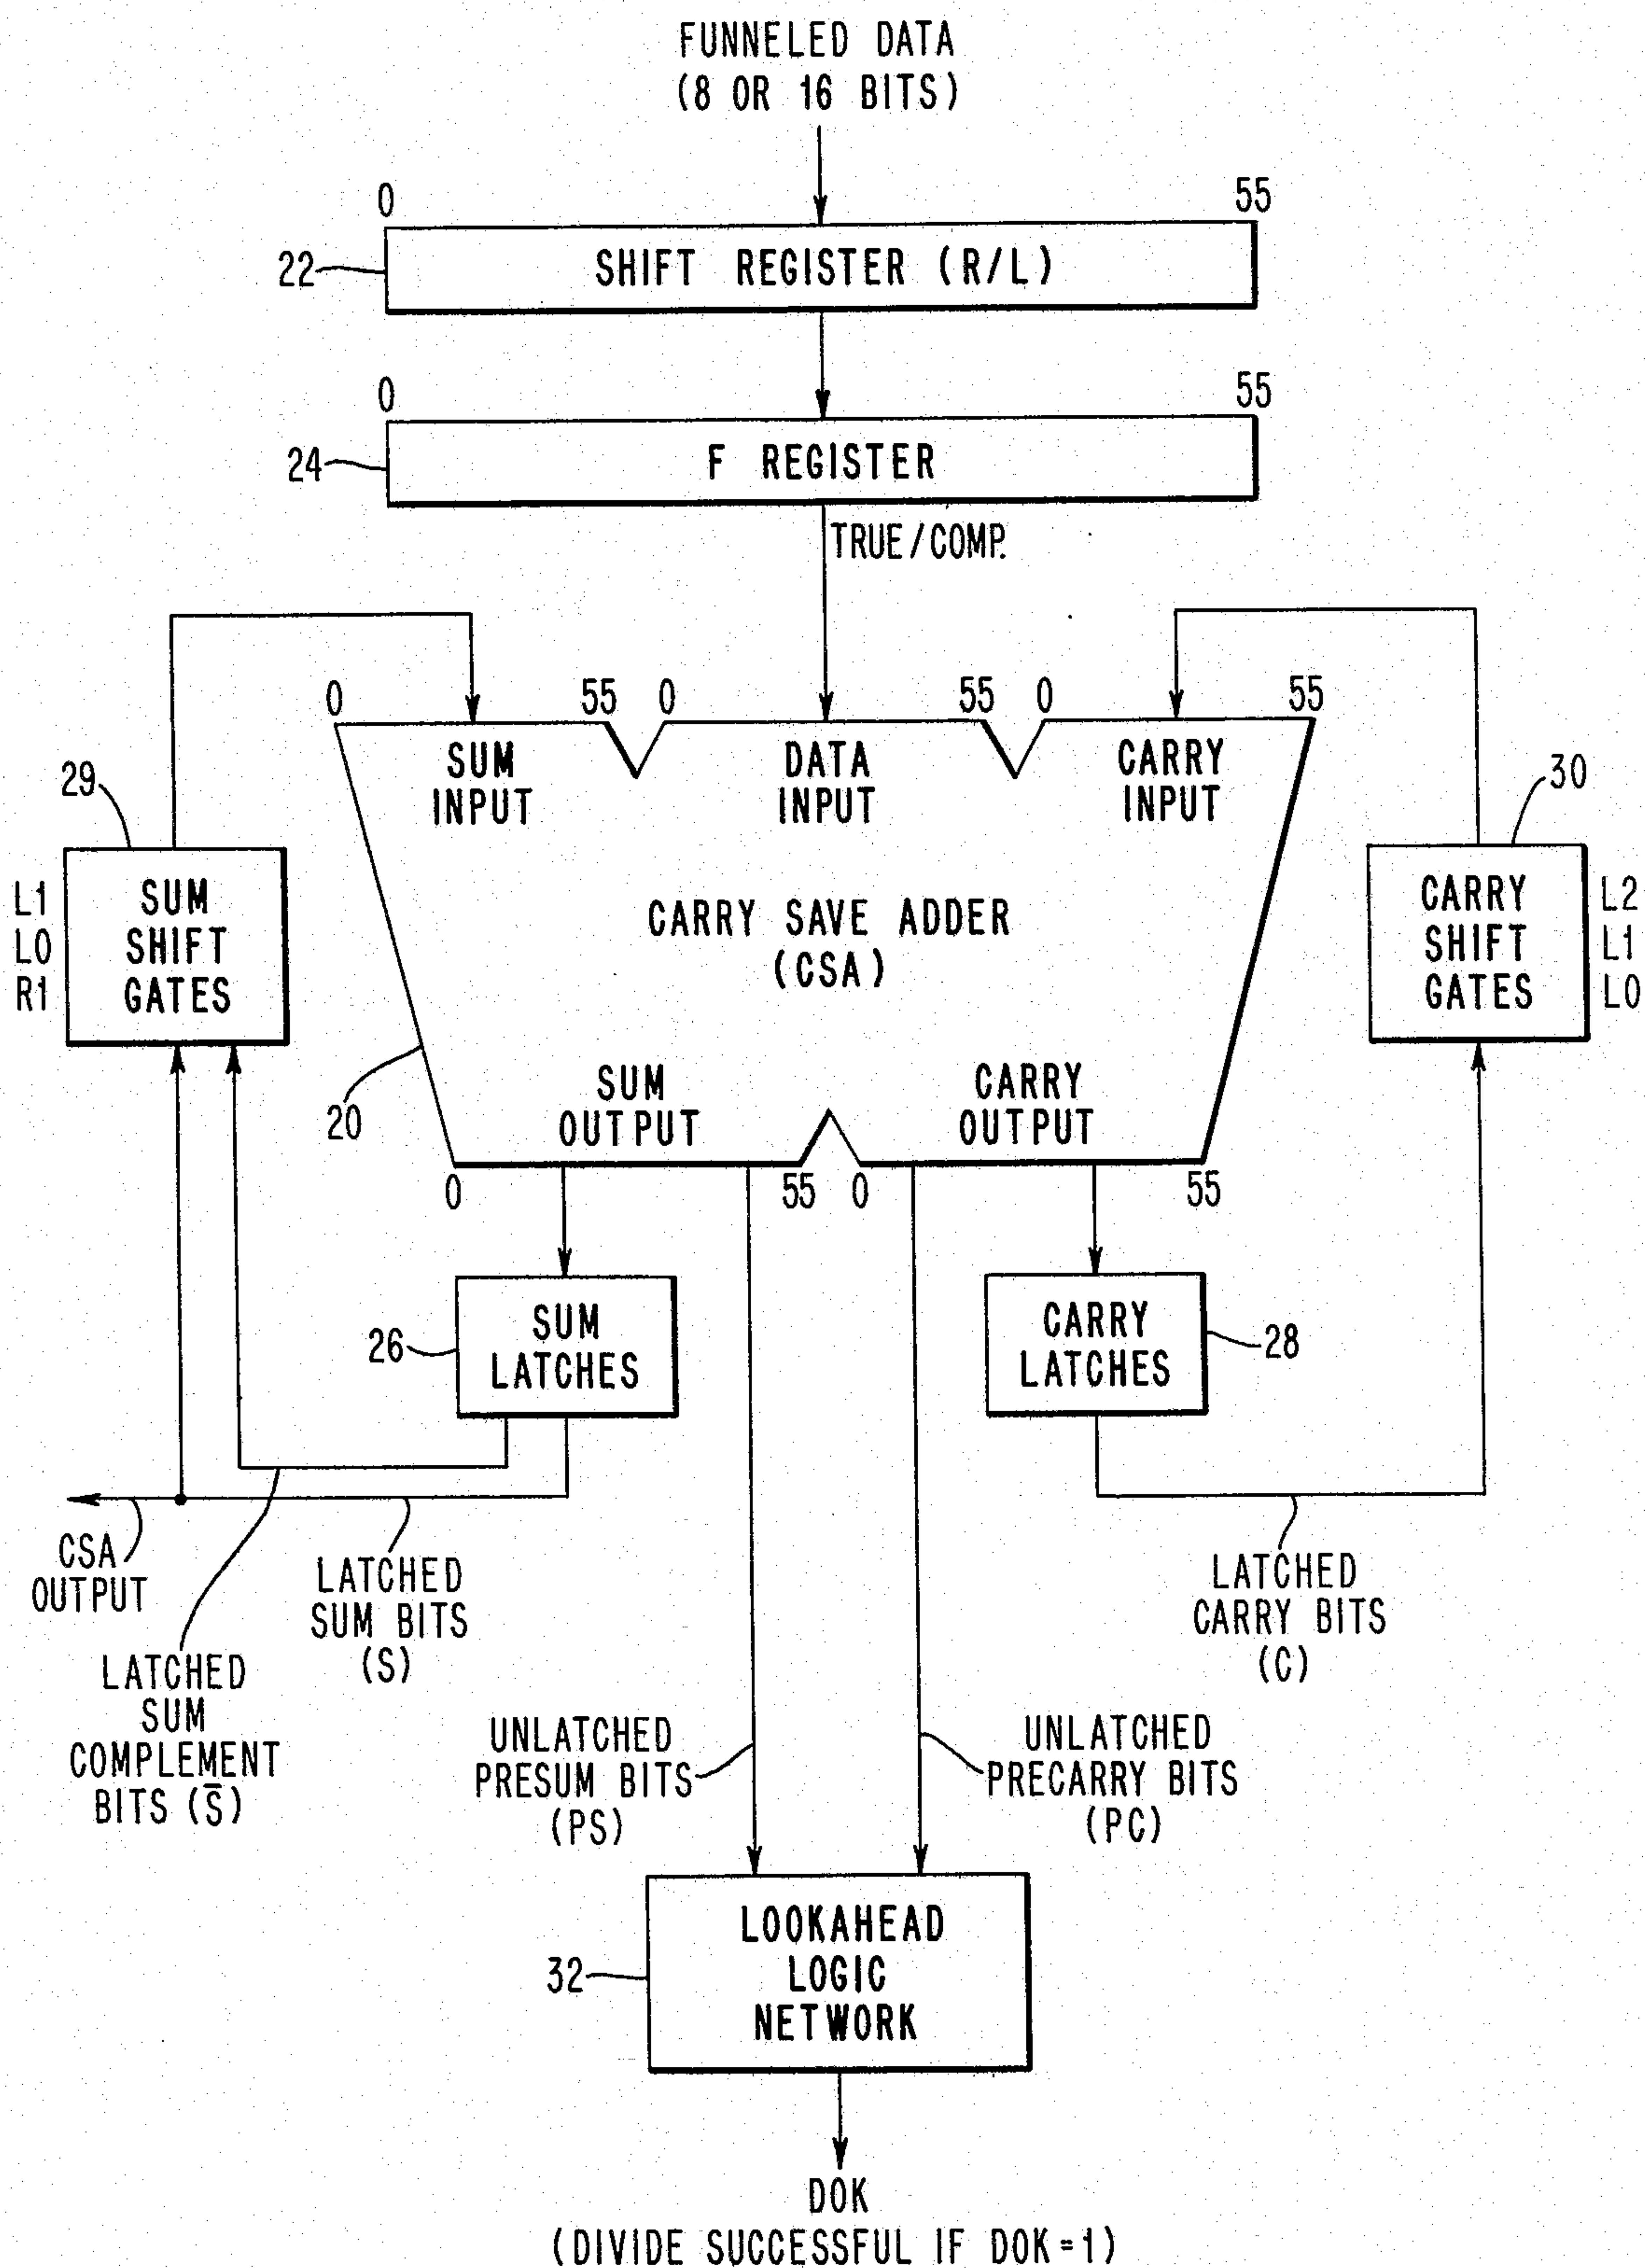 FUNNELED DATA
(8 OR 16 BITS)
0
55
22
SHIFT REGISTER (R/L)
0
55
24
F REGISTER
TRUE/COMP.
0
55
0
55
0
55
SUM
INPUT
DATA
INPUT
CARRY
INPUT
29
30
L1
L0
R1
SUM
SHIFT
GATES
CARRY SAVE ADDER
(CSA)
CARRY
SHIFT
GATES
L2
L1
L0
20
SUM
OUTPUT
CARRY
OUTPUT
0
55
0
55
26
SUM
LATCHES
CARRY
LATCHES
28
CSA
OUTPUT
LATCHED
SUM BITS
(S)
LATCHED
CARRY BITS
(C)
LATCHED
SUM
COMPLEMENT
BITS (S̅)
UNLATCHED
PRESUM BITS
(PS)
UNLATCHED
PRECARRY BITS
(PC)
32
LOOKAHEAD
LOGIC
NETWORK
DOK
(DIVIDE SUCCESSFUL IF DOK=1)